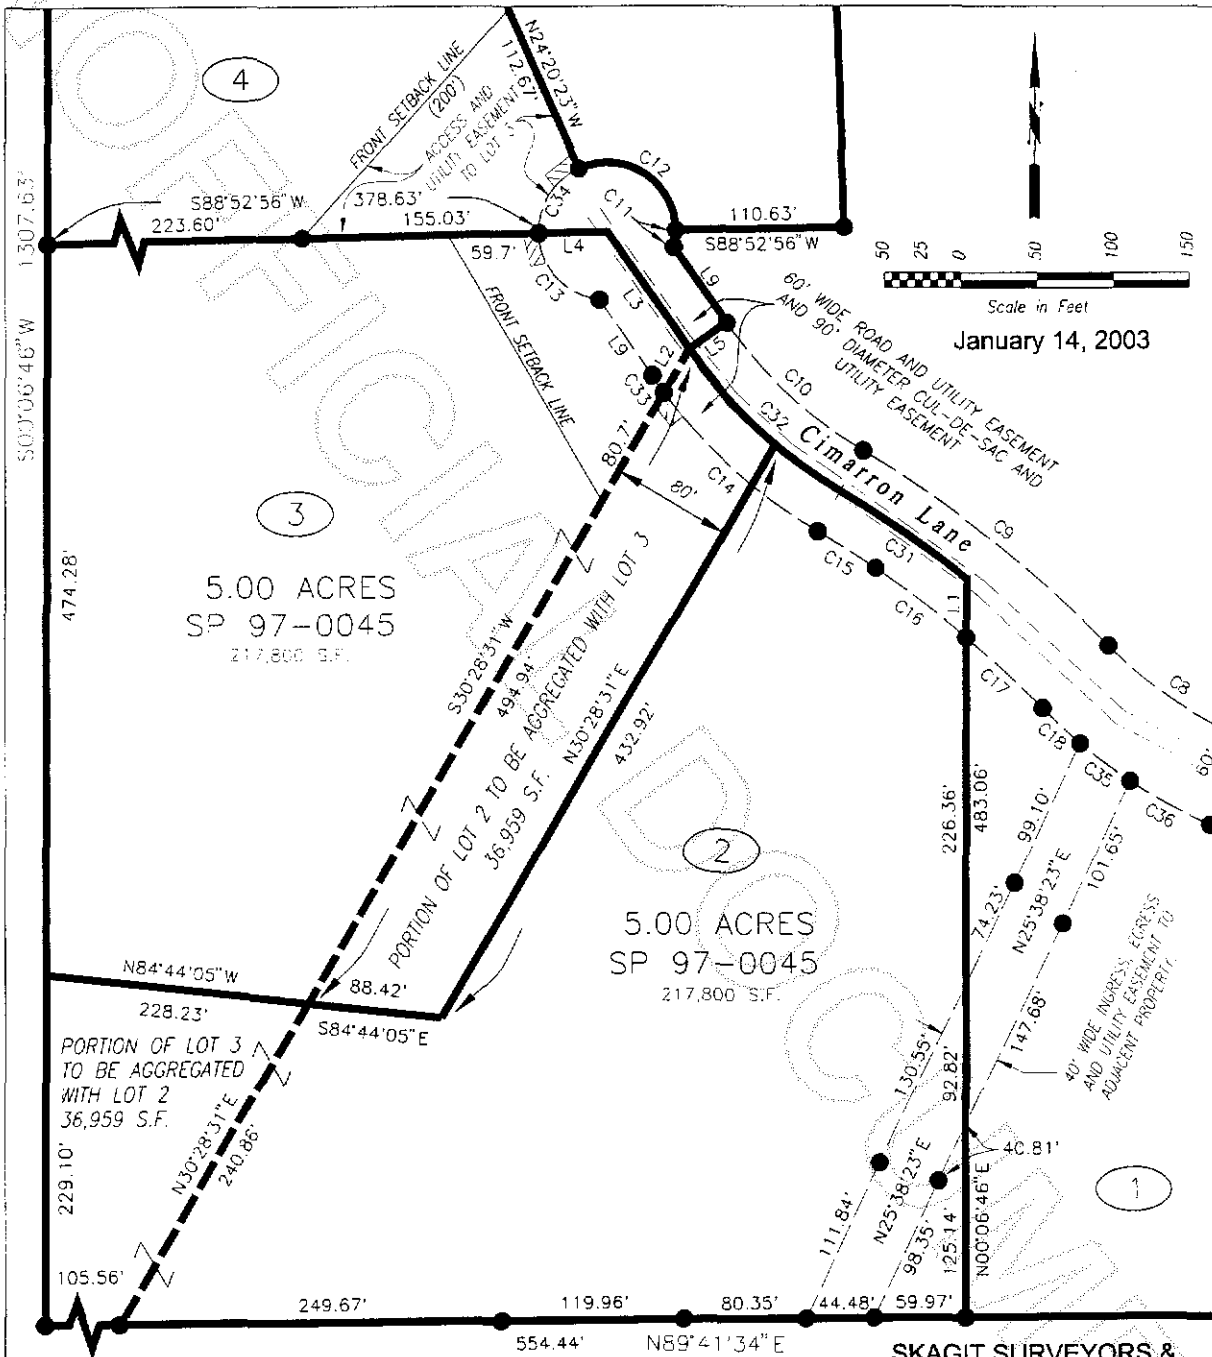 4
FRONT SETBACK LINE
(200')
ACCESS AND
UTILITY EASEMENT
TO LOT 3
N24°20'23"W
112.67'
C12
C11
C34
S88°52'56"W
223.60'
378.63'
155.03'
59.7'
L4
110.63'
S88°52'56"W
50 25 0 50 100 150
Scale in Feet
January 14, 2003
S00°06'46"W 1307.63'
C13
L3
L9
L9
L2
L5
C33
FRONT SETBACK LINE
60' WIDE ROAD AND UTILITY EASEMENT
AND 90' DIAMETER CUL-DE-SAC AND
UTILITY EASEMENT
C10
C32
Cimarron Lane
80.7'
80'
C14
C9
C31
C15
C16
L1
C17
C18
C8
60'
C35
C36
3
5.00 ACRES
SP 97-0045
217,800 S.F.
474.28'
S30°28'31"W
494.94'
PORTION OF LOT 2 TO BE AGGREGATED WITH LOT 3
36,959 S.F.
N30°28'31"E
432.92'
2
5.00 ACRES
SP 97-0045
217,800 S.F.
226.36'
483.06'
99.10'
74.23'
N25°38'23"E
101.65'
147.68'
40' WIDE INGRESS, EGRESS
AND UTILITY EASEMENT TO
ADJACENT PROPERTY.
N84°44'05"W
228.23'
88.42'
S84°44'05"E
PORTION OF LOT 3
TO BE AGGREGATED
WITH LOT 2
36,959 S.F.
N30°28'31"E
240.86'
229.10'
130.55'
92.82'
40.81'
111.84'
N25°38'23"E
98.35'
125.14'
N00°06'46"E
1
105.56'
249.67'
119.96'
80.35'
44.48'
59.97'
554.44'
N89°41'34"E
SKAGIT SURVEYORS &
OFFICIAL DOCUME